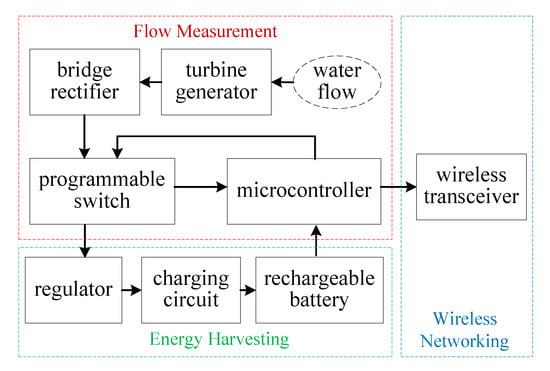 Flow Measurement
bridge
rectifier
turbine
generator
water
flow
programmable
switch
microcontroller
wireless
transceiver
regulator
charging
circuit
rechargeable
battery
Energy Harvesting
Wireless
Networking